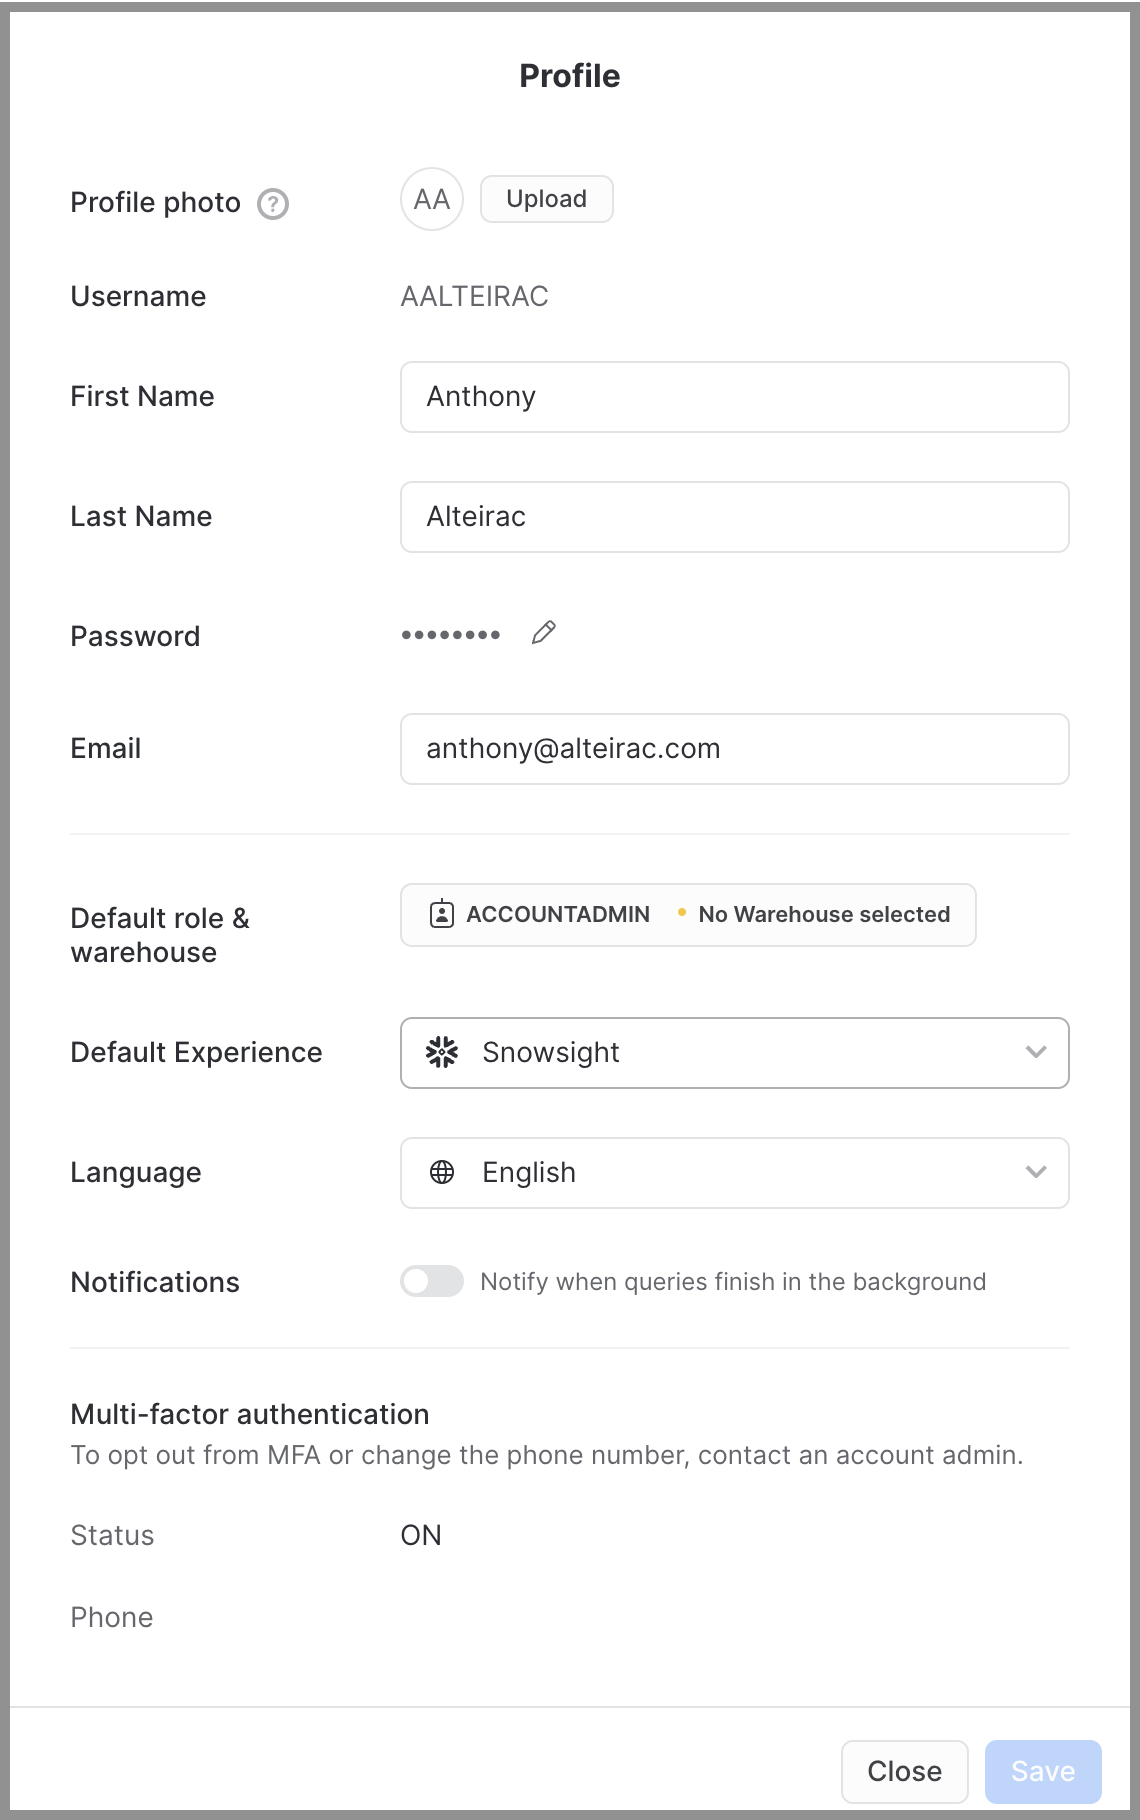 Profile
Profile photo ? AA Upload
Username AALTEIRAC
First Name Anthony
Last Name Alteirac
Password ••••••••
Email anthony@alteirac.com
Default role &
warehouse
ACCOUNTADMIN • No Warehouse selected
Default Experience Snowsight
Language English
Notifications Notify when queries finish in the background
Multi-factor authentication
To opt out from MFA or change the phone number, contact an account admin.
Status ON
Phone
Close Save